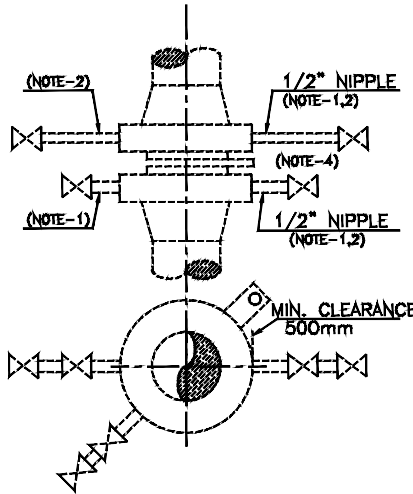 (NOTE-2)
1/2" NIPPLE
(NOTE-1,2)
(NOTE-4)
(NOTE-1)
1/2" NIPPLE
(NOTE-1,2)
MIN. CLEARANCE
500mm